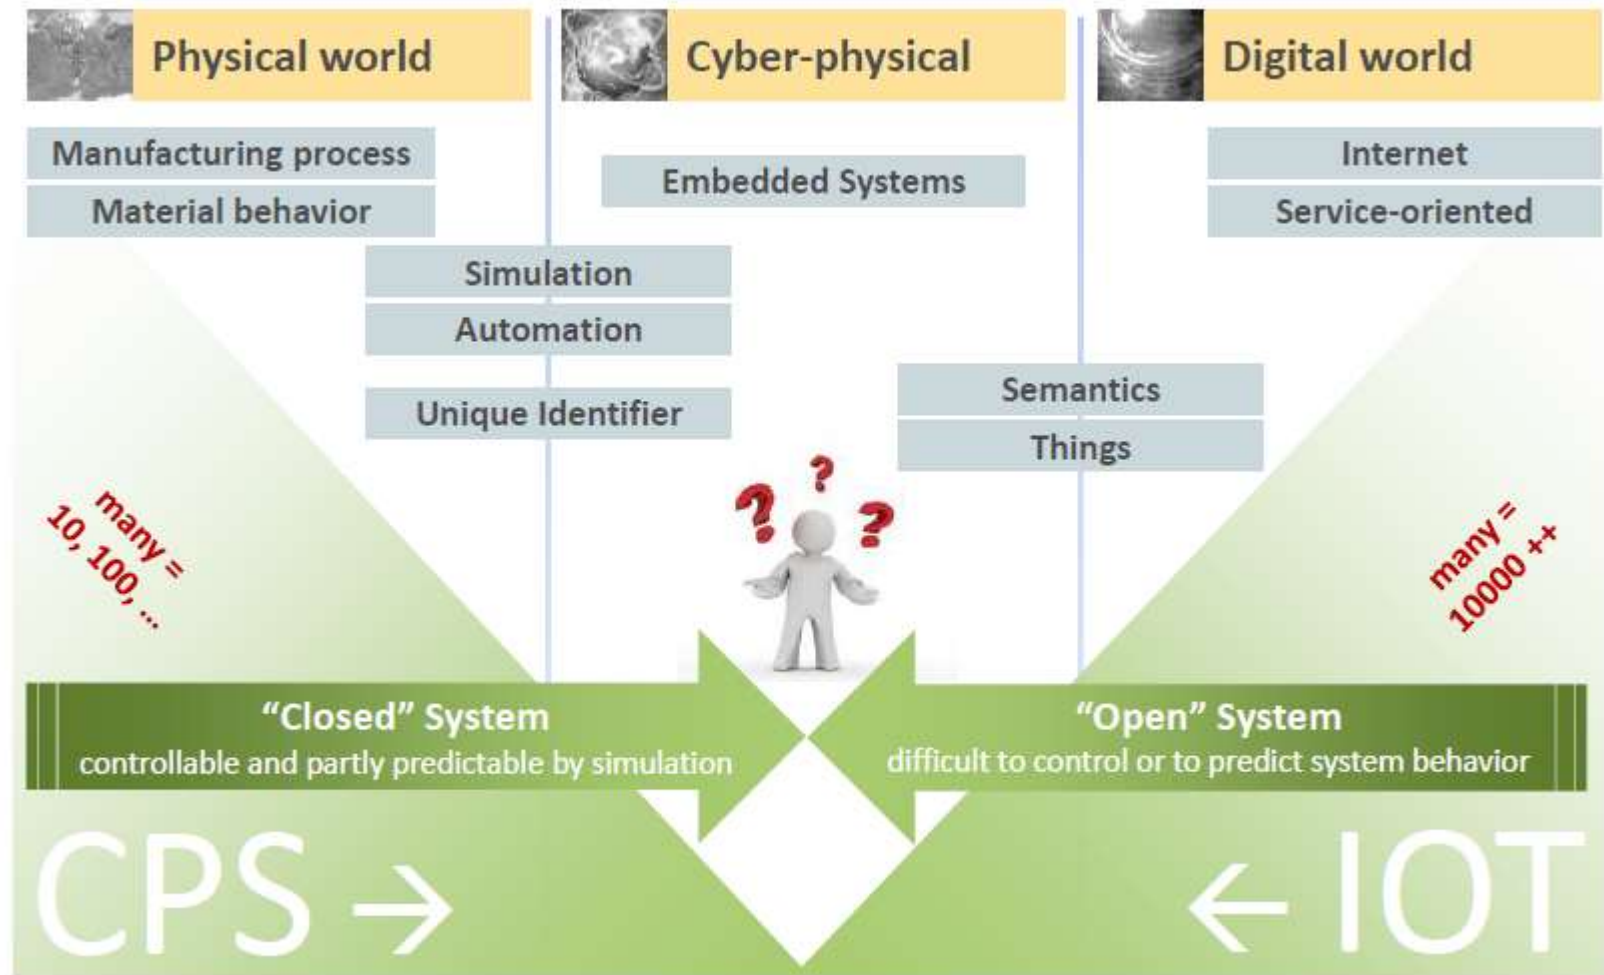 Physical world
Cyber-physical
Digital world
Manufacturing process
Material behavior
Embedded Systems
Internet
Service-oriented
Simulation
Automation
Unique Identifier
Semantics
Things
?
?
?
many =
10, 100, ...
many =
10000 ++
“Closed” System
controllable and partly predictable by simulation
“Open” System
difficult to control or to predict system behavior
CPS →
← IOT